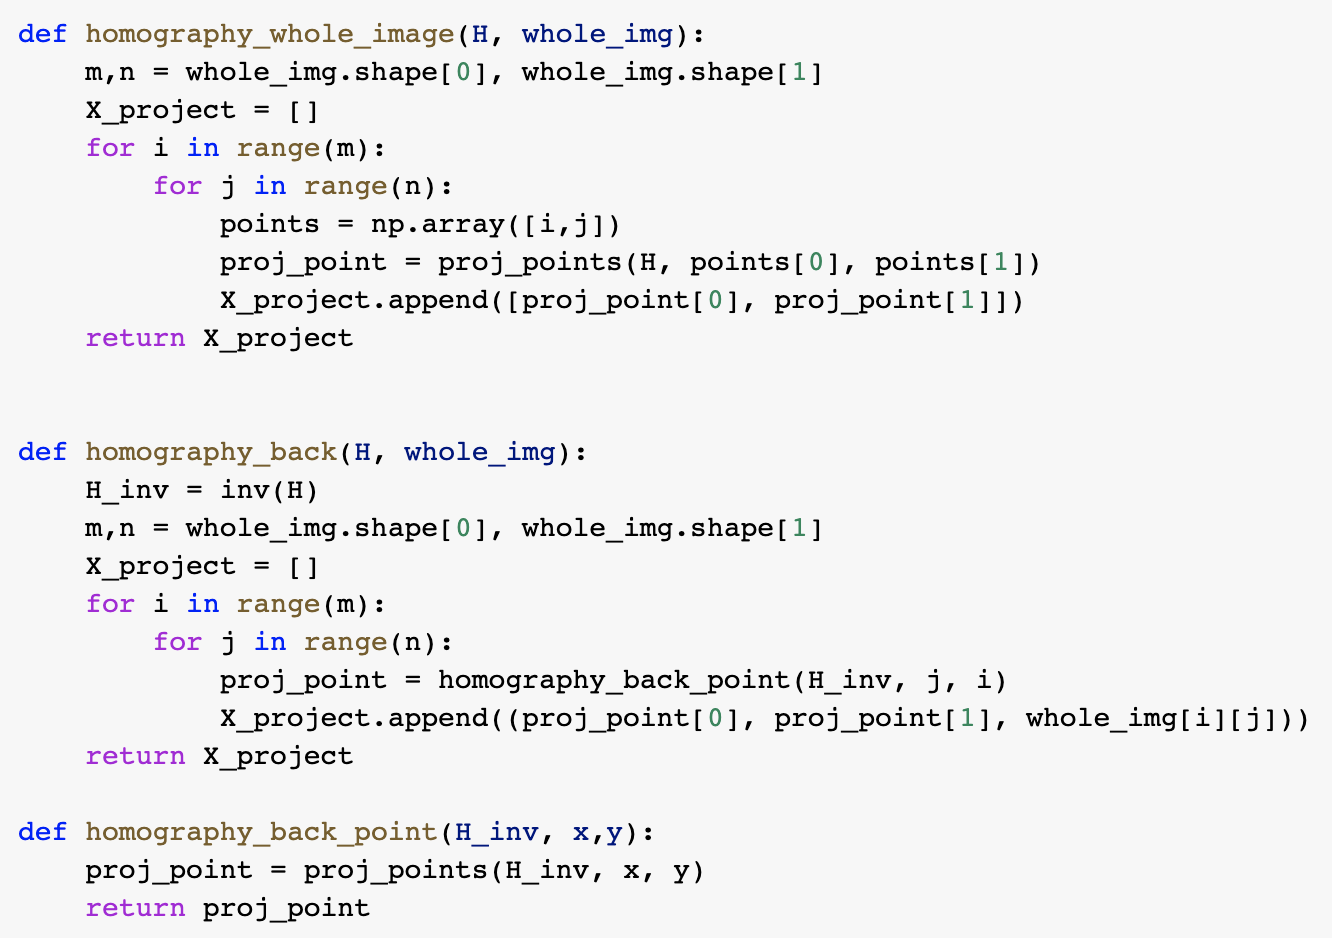 def homography_whole_image(H, whole_img):
    m,n = whole_img.shape[0], whole_img.shape[1]
    X_project = []
    for i in range(m):
        for j in range(n):
            points = np.array([i,j])
            proj_point = proj_points(H, points[0], points[1])
            X_project.append([proj_point[0], proj_point[1]])
    return X_project

def homography_back(H, whole_img):
    H_inv = inv(H)
    m,n = whole_img.shape[0], whole_img.shape[1]
    X_project = []
    for i in range(m):
        for j in range(n):
            proj_point = homography_back_point(H_inv, j, i)
            X_project.append((proj_point[0], proj_point[1], whole_img[i][j]))
    return X_project

def homography_back_point(H_inv, x,y):
    proj_point = proj_points(H_inv, x, y)
    return proj_point